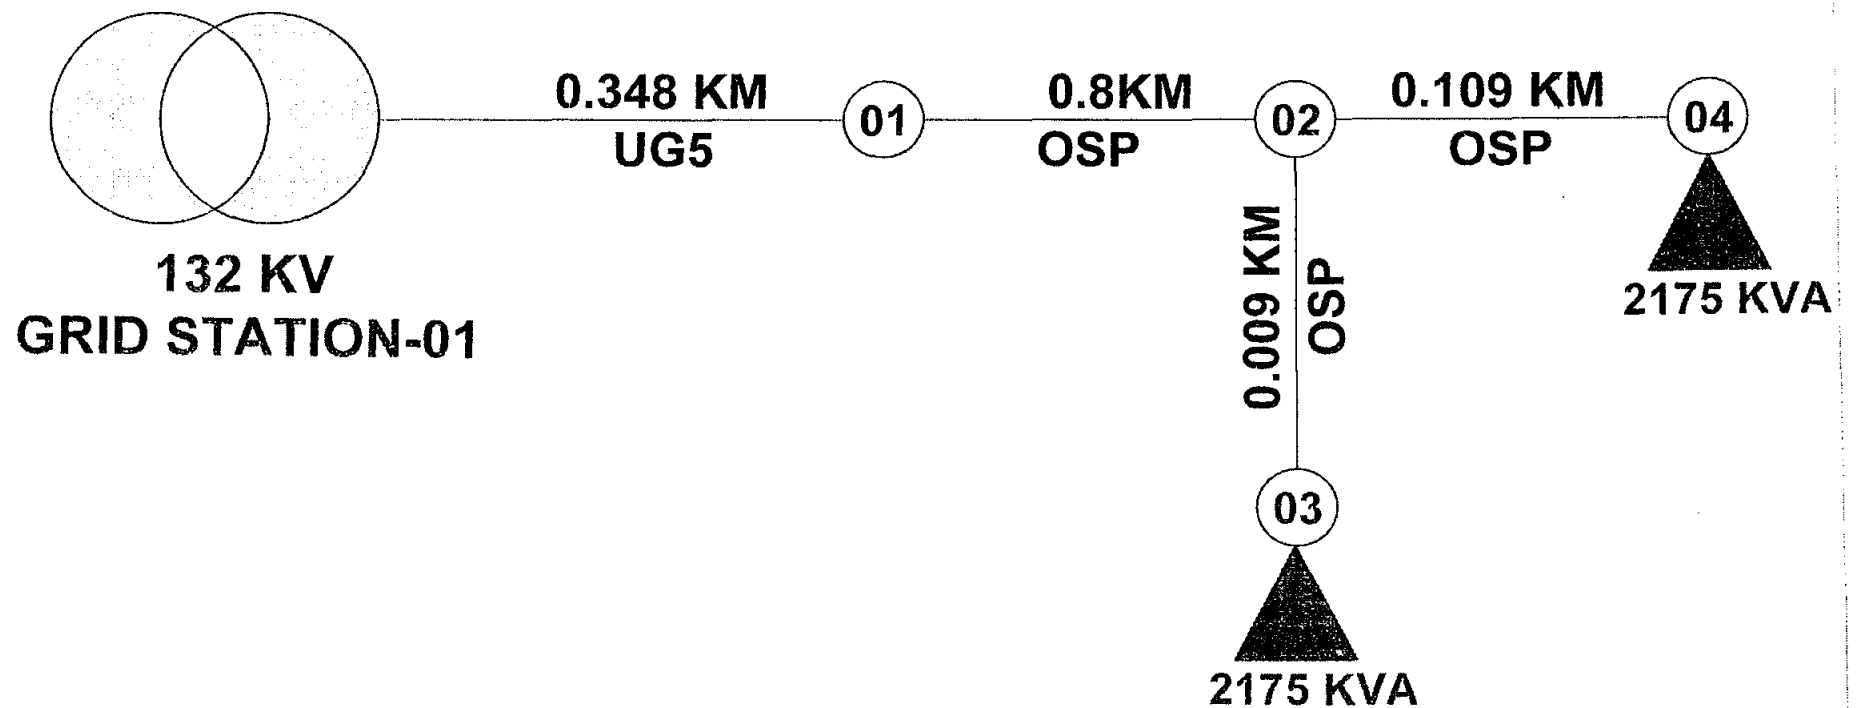 0.348 KM
UG5
01
0.8KM
OSP
02
0.109 KM
OSP
04
132 KV
GRID STATION-01
0.009 KM
OSP
2175 KVA
03
2175 KVA